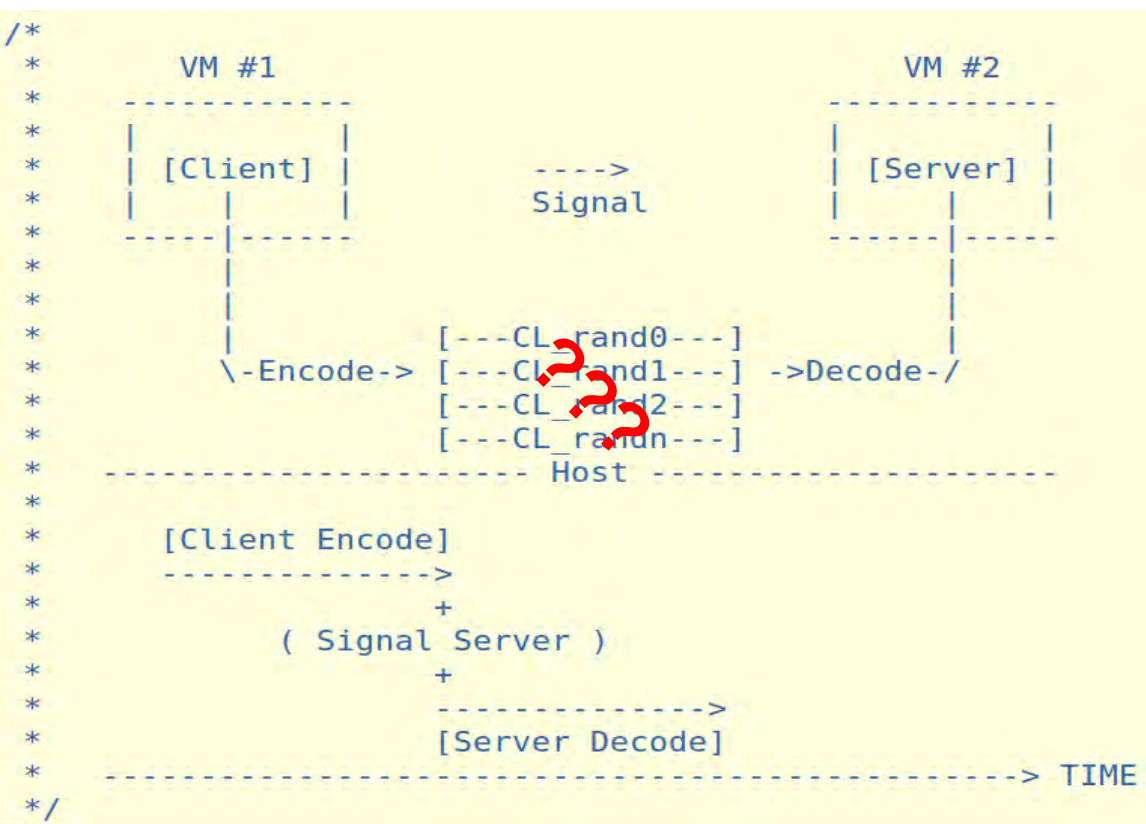 /*
 *        VM #1                                VM #2
 *     ------------                         ------------
 *     |          |                         |          |
 *     | [Client] |         ---->           | [Server] |
 *     |    |     |         Signal          |     |    |
 *     -----|------                         ------|-----
 *          |                                     |
 *          |                                     |
 *          |          [---CL_rand0---]           |
 *          \-Encode-> [---CL_rand1---] ->Decode-/
 *                     [---CL_rand2---]
 *                     [---CL_randn---]
???
 *    ---------------------- Host ---------------------
 *
 *       [Client Encode]
 *       -------------->
 *                     +
 *             ( Signal Server )
 *                     +
 *                     -------------->
 *                     [Server Decode]
 *    -----------------------------------------------> TIME
 */